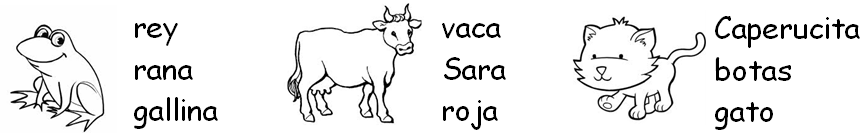 rey
rana
gallina
vaca
Sara
roja
Caperucita
botas
gato